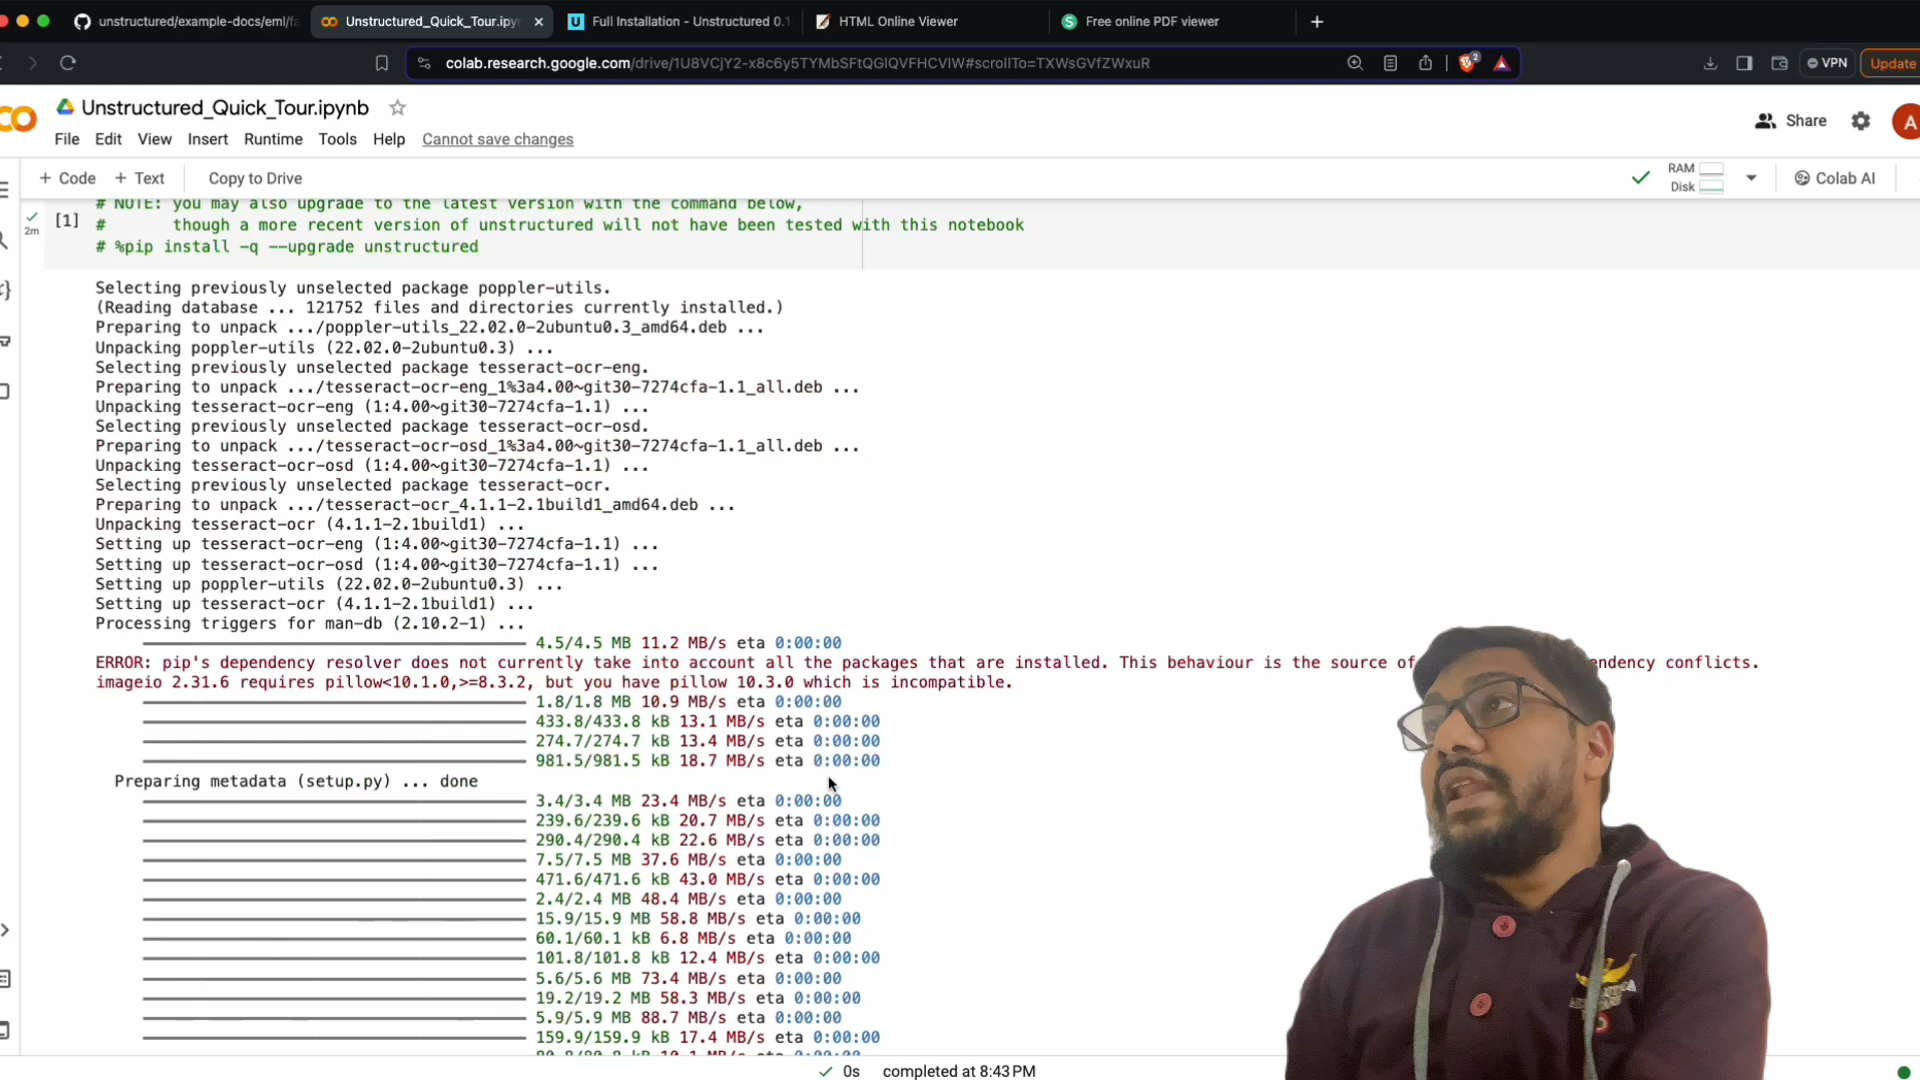 unstructured/example-docs/eml/fa
Unstructured_Quick_Tour.ipyn
Full Installation - Unstructured 0.1
HTML Online Viewer
Free online PDF viewer
colab.research.google.com/drive/1U8VCjY2-x8c6y5TYMbSFtQGlQVFHCVIW#scrollTo=TXWsGvfZWxuR
2
VPN
Update
Unstructured_Quick_Tour.ipynb
File Edit View Insert Runtime Tools Help Cannot save changes
Share
A
+ Code + Text Copy to Drive
RAM
Disk
Colab AI
# NOTE: you may also upgrade to the latest version with the command below,
[1] # though a more recent version of unstructured will not have been tested with this notebook
2m
# %pip install -q --upgrade unstructured
Selecting previously unselected package poppler-utils.
(Reading database ... 121752 files and directories currently installed.)
Preparing to unpack .../poppler-utils_22.02.0-2ubuntu0.3_amd64.deb ...
Unpacking poppler-utils (22.02.0-2ubuntu0.3) ...
Selecting previously unselected package tesseract-ocr-eng.
Preparing to unpack .../tesseract-ocr-eng_1%3a4.00~git30-7274cfa-1.1_all.deb ...
Unpacking tesseract-ocr-eng (1:4.00~git30-7274cfa-1.1) ...
Selecting previously unselected package tesseract-ocr-osd.
Preparing to unpack .../tesseract-ocr-osd_1%3a4.00~git30-7274cfa-1.1_all.deb ...
Unpacking tesseract-ocr-osd (1:4.00~git30-7274cfa-1.1) ...
Selecting previously unselected package tesseract-ocr.
Preparing to unpack .../tesseract-ocr_4.1.1-2.1build1_amd64.deb ...
Unpacking tesseract-ocr (4.1.1-2.1build1) ...
Setting up tesseract-ocr-eng (1:4.00~git30-7274cfa-1.1) ...
Setting up tesseract-ocr-osd (1:4.00~git30-7274cfa-1.1) ...
Setting up poppler-utils (22.02.0-2ubuntu0.3) ...
Setting up tesseract-ocr (4.1.1-2.1build1) ...
Processing triggers for man-db (2.10.2-1) ...
4.5/4.5 MB 11.2 MB/s eta 0:00:00
ERROR: pip's dependency resolver does not currently take into account all the packages that are installed. This behaviour is the source of endency conflicts.
imageio 2.31.6 requires pillow<10.1.0,>=8.3.2, but you have pillow 10.3.0 which is incompatible.
1.8/1.8 MB 10.9 MB/s eta 0:00:00
433.8/433.8 kB 13.1 MB/s eta 0:00:00
274.7/274.7 kB 13.4 MB/s eta 0:00:00
981.5/981.5 kB 18.7 MB/s eta 0:00:00
Preparing metadata (setup.py) ... done
3.4/3.4 MB 23.4 MB/s eta 0:00:00
239.6/239.6 kB 20.7 MB/s eta 0:00:00
290.4/290.4 kB 22.6 MB/s eta 0:00:00
7.5/7.5 MB 37.6 MB/s eta 0:00:00
471.6/471.6 kB 43.0 MB/s eta 0:00:00
2.4/2.4 MB 48.4 MB/s eta 0:00:00
15.9/15.9 MB 58.8 MB/s eta 0:00:00
60.1/60.1 kB 6.8 MB/s eta 0:00:00
101.8/101.8 kB 12.4 MB/s eta 0:00:00
5.6/5.6 MB 73.4 MB/s eta 0:00:00
19.2/19.2 MB 58.3 MB/s eta 0:00:00
5.9/5.9 MB 88.7 MB/s eta 0:00:00
159.9/159.9 kB 17.4 MB/s eta 0:00:00
0s completed at 8:43 PM